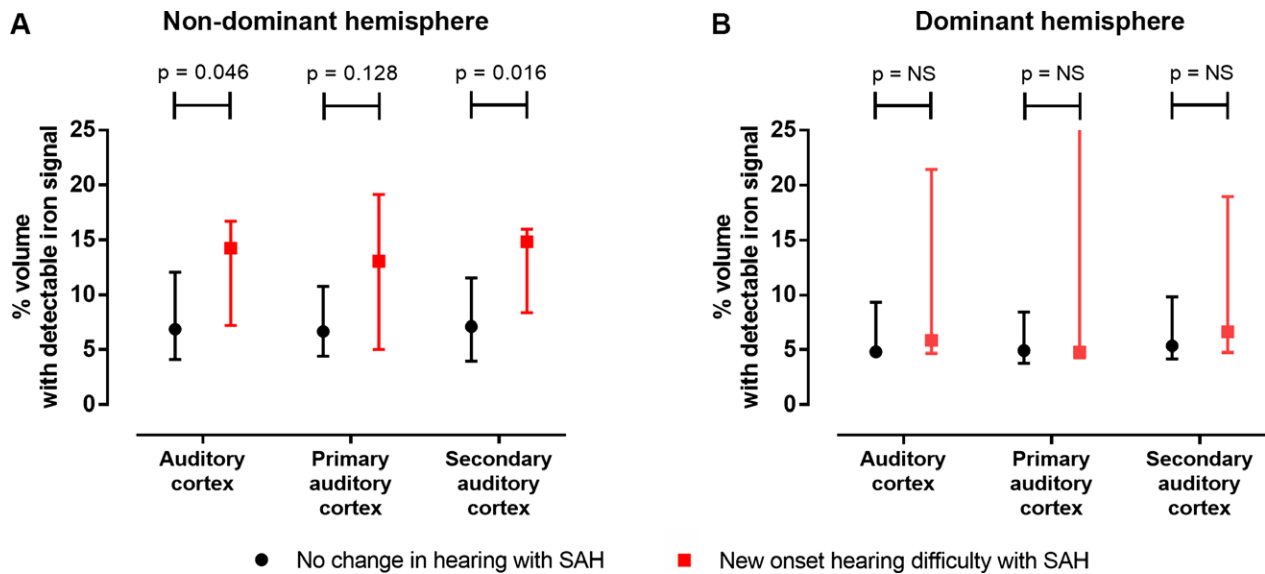 A
Non-dominant hemisphere
p = 0.046
p = 0.128
p = 0.016
% volume
with detectable iron signal
25
20
15
10
5
0
Auditory
cortex
Primary
auditory
cortex
Secondary
auditory
cortex
B
Dominant hemisphere
p = NS
p = NS
p = NS
% volume
with detectable iron signal
25
20
15
10
5
0
Auditory
cortex
Primary
auditory
cortex
Secondary
auditory
cortex
No change in hearing with SAH
New onset hearing difficulty with SAH